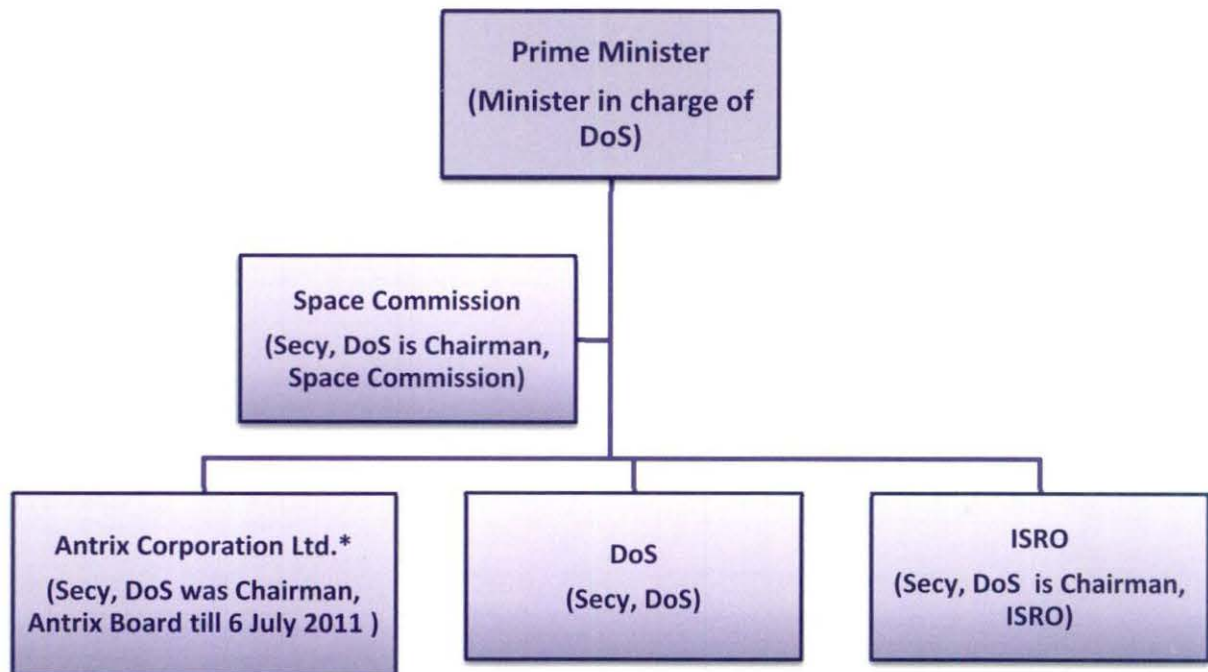 Prime Minister
(Minister in charge of
DoS)
Space Commission
(Secy, DoS is Chairman,
Space Commission)
Antrix Corporation Ltd.*
(Secy, DoS was Chairman,
Antrix Board till 6 July 2011 )
DoS
(Secy, DoS)
ISRO
(Secy, DoS is Chairman,
ISRO)